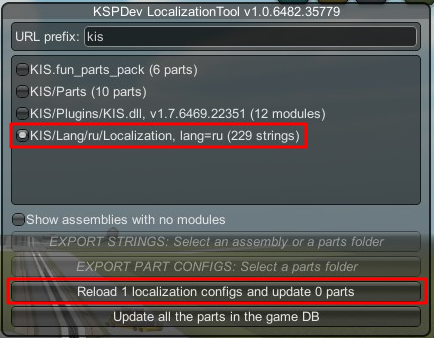 KSPDev LocalizationTool v1.0.6482.35779
URL prefix: kis
KIS.fun_parts_pack (6 parts)
KIS/Parts (10 parts)
KIS/Plugins/KIS.dll, v1.7.6469.22351 (12 modules)
KIS/Lang/ru/Localization, lang=ru (229 strings)
Show assemblies with no modules
EXPORT STRINGS: Select an assembly or a parts folder
EXPORT PART CONFIGS: Select a parts folder
Reload 1 localization configs and update 0 parts
Update all the parts in the game DB